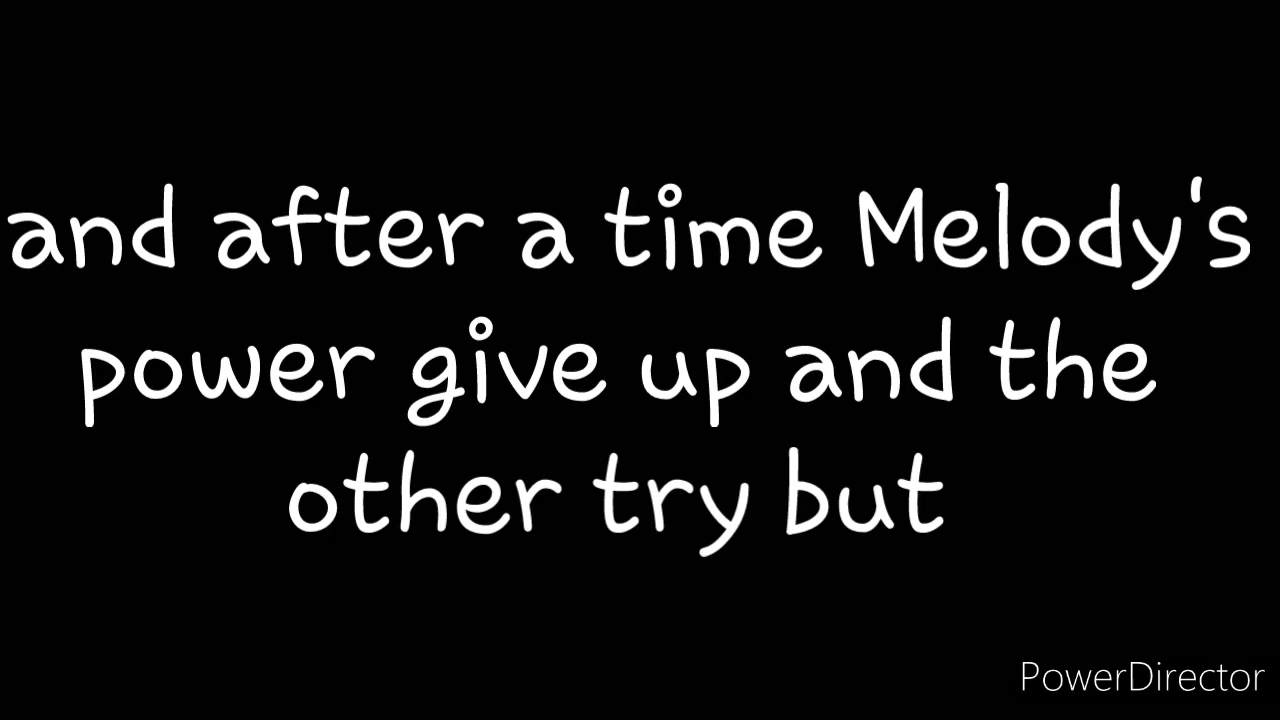 and after a time Melody's
power give up and the
other try but
PowerDirector